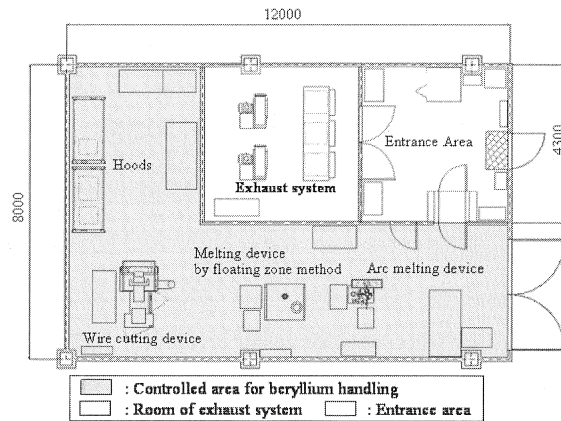 12000
Entrance Area
Hoods
4300
Exhaust system
8000
Melting device
by floating zone method
Arc melting device
Wire cutting device
: Controlled area for beryllium handling
: Room of exhaust system
: Entrance area